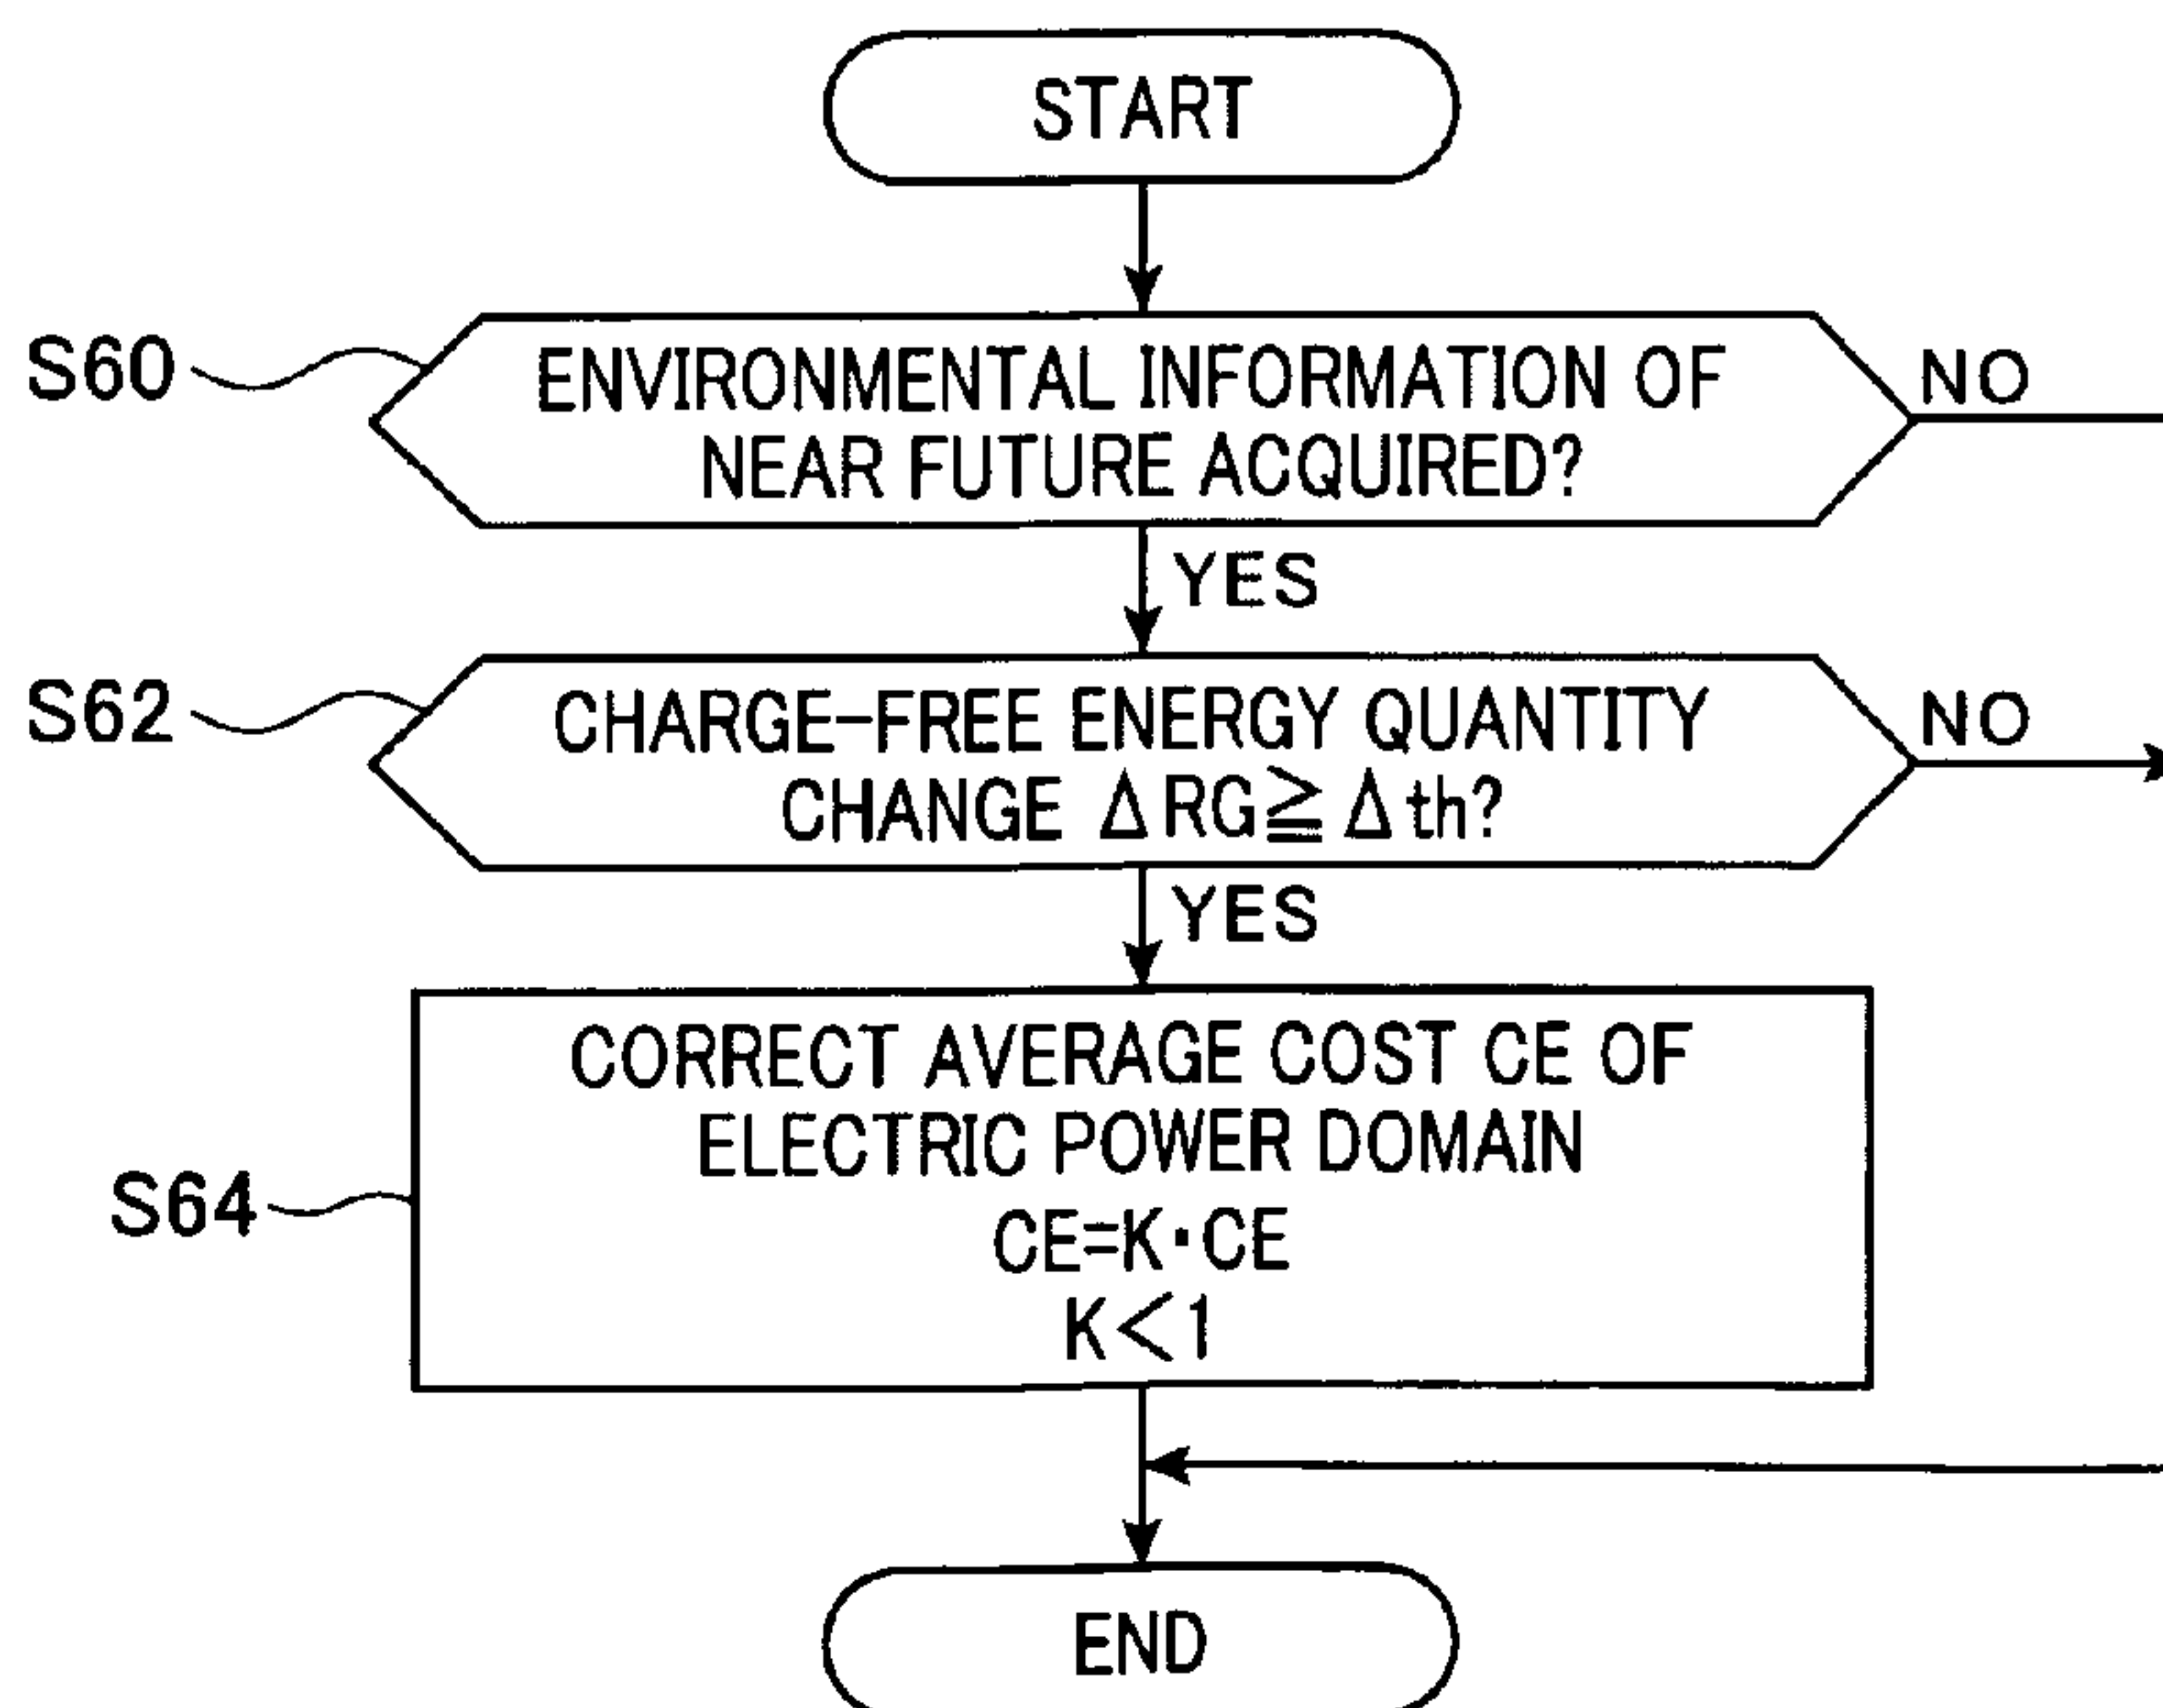 START
S60
ENVIRONMENTAL INFORMATION OF
NEAR FUTURE ACQUIRED?
NO
YES
S62
CHARGE-FREE ENERGY QUANTITY
CHANGE ΔRG≧Δth?
NO
YES
S64
CORRECT AVERAGE COST CE OF
ELECTRIC POWER DOMAIN
CE=K·CE
K<1
END